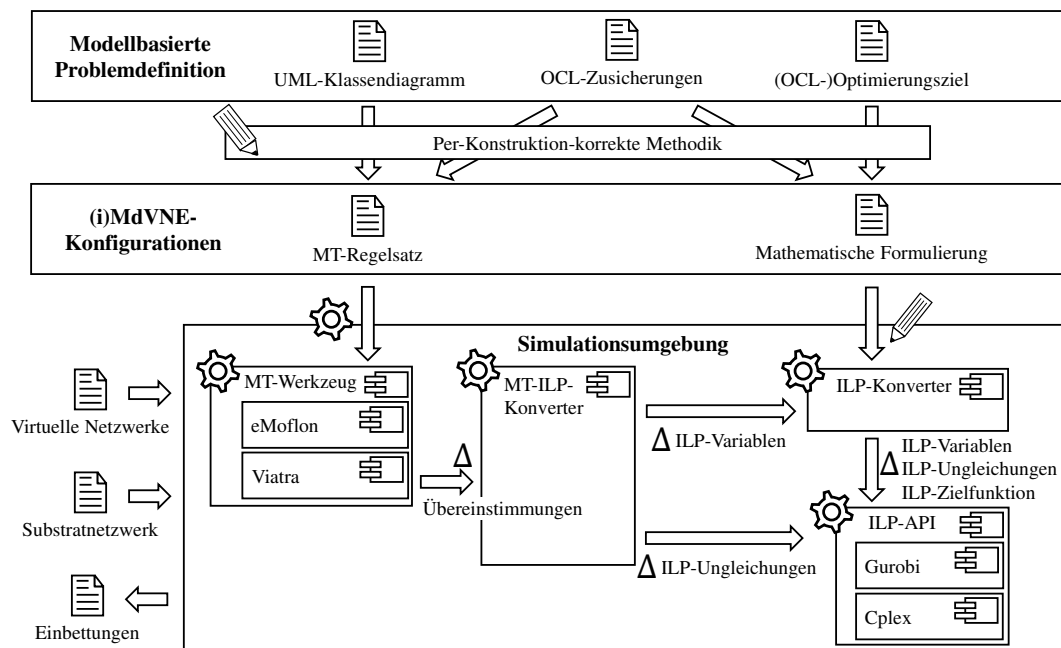 Modellbasierte
Problemdefinition
UML-Klassendiagramm
OCL-Zusicherungen
(OCL-)Optimierungsziel
Per-Konstruktion-korrekte Methodik
(i)MdVNE-
Konfigurationen
MT-Regelsatz
Mathematische Formulierung
Simulationsumgebung
Virtuelle Netzwerke
Substratnetzwerk
Einbettungen
MT-Werkzeug
eMoflon
Viatra
Δ
Übereinstimmungen
MT-ILP-
Konverter
Δ ILP-Variablen
Δ ILP-Ungleichungen
ILP-Konverter
ILP-Variablen
Δ ILP-Ungleichungen
ILP-Zielfunktion
ILP-API
Gurobi
Cplex